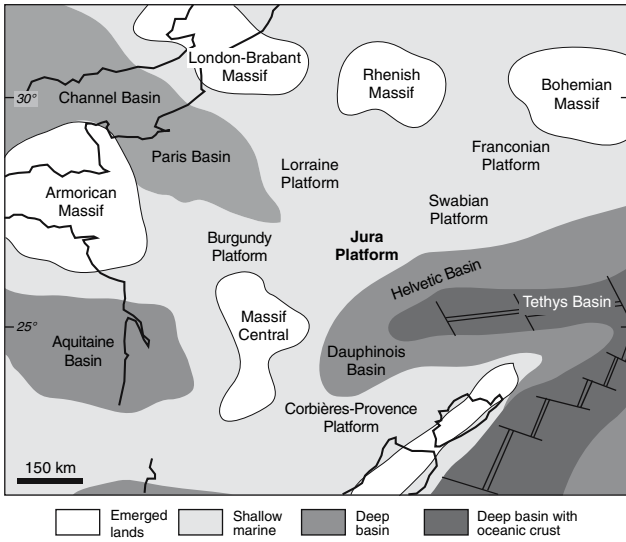 London-Brabant
Massif
Rhenish
Massif
Bohemian
Massif
30°
Channel Basin
Paris Basin
Lorraine
Platform
Franconian
Platform
Armorican
Massif
Swabian
Platform
Burgundy
Platform
Jura
Platform
Helvetic Basin
Tethys Basin
25°
Massif
Central
Aquitaine
Basin
Dauphinois
Basin
Corbières-Provence
Platform
150 km
Emerged
lands
Shallow
marine
Deep
basin
Deep basin with
oceanic crust